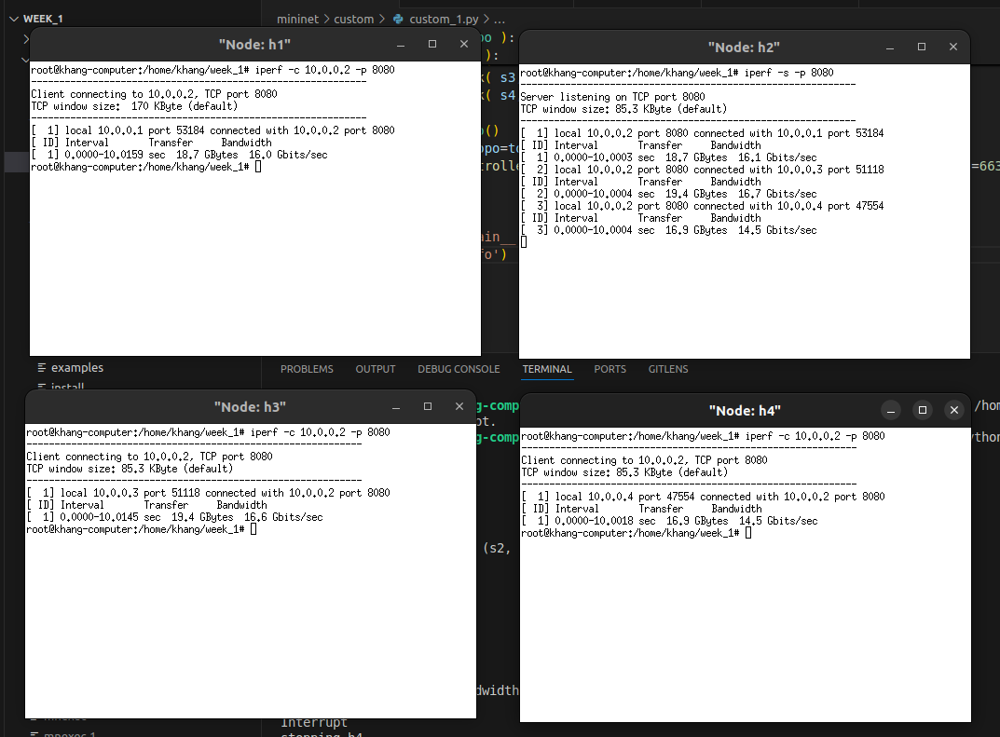 WEEK_1
mininet > custom > custom_1.py > ...
"Node: h1"
root@khang-computer:/home/khang/week_1# iperf -c 10.0.0.2 -p 8080
------------------------------------------------------------
Client connecting to 10.0.0.2, TCP port 8080
TCP window size:  170 KByte (default)
------------------------------------------------------------
[  1] local 10.0.0.1 port 53184 connected with 10.0.0.2 port 8080
[ ID] Interval       Transfer     Bandwidth
[  1] 0.0000-10.0159 sec  18.7 GBytes  16.0 Gbits/sec
root@khang-computer:/home/khang/week_1#
po ):
):
k( s3
k( s4
o()
opo=to
trolle
=663
ain__
fo')
"Node: h2"
root@khang-computer:/home/khang/week_1# iperf -s -p 8080
------------------------------------------------------------
Server listening on TCP port 8080
TCP window size: 85.3 KByte (default)
------------------------------------------------------------
[  1] local 10.0.0.2 port 8080 connected with 10.0.0.1 port 53184
[ ID] Interval       Transfer     Bandwidth
[  1] 0.0000-10.0003 sec  18.7 GBytes  16.1 Gbits/sec
[  2] local 10.0.0.2 port 8080 connected with 10.0.0.3 port 51118
[ ID] Interval       Transfer     Bandwidth
[  2] 0.0000-10.0004 sec  19.4 GBytes  16.7 Gbits/sec
[  3] local 10.0.0.2 port 8080 connected with 10.0.0.4 port 47554
[ ID] Interval       Transfer     Bandwidth
[  3] 0.0000-10.0004 sec  16.9 GBytes  14.5 Gbits/sec
examples
install
PROBLEMS OUTPUT DEBUG CONSOLE TERMINAL PORTS GITLENS
"Node: h3"
root@khang-computer:/home/khang/week_1# iperf -c 10.0.0.2 -p 8080
------------------------------------------------------------
Client connecting to 10.0.0.2, TCP port 8080
TCP window size: 85.3 KByte (default)
------------------------------------------------------------
[  1] local 10.0.0.3 port 51118 connected with 10.0.0.2 port 8080
[ ID] Interval       Transfer     Bandwidth
[  1] 0.0000-10.0145 sec  19.4 GBytes  16.6 Gbits/sec
root@khang-computer:/home/khang/week_1#
g-comp
pt.
g-comp
(s2,
dwidth
/hom
ython
"Node: h4"
root@khang-computer:/home/khang/week_1# iperf -c 10.0.0.2 -p 8080
------------------------------------------------------------
Client connecting to 10.0.0.2, TCP port 8080
TCP window size: 85.3 KByte (default)
------------------------------------------------------------
[  1] local 10.0.0.4 port 47554 connected with 10.0.0.2 port 8080
[ ID] Interval       Transfer     Bandwidth
[  1] 0.0000-10.0018 sec  16.9 GBytes  14.5 Gbits/sec
root@khang-computer:/home/khang/week_1#
Interrupt
stopping h4
mnexec.1